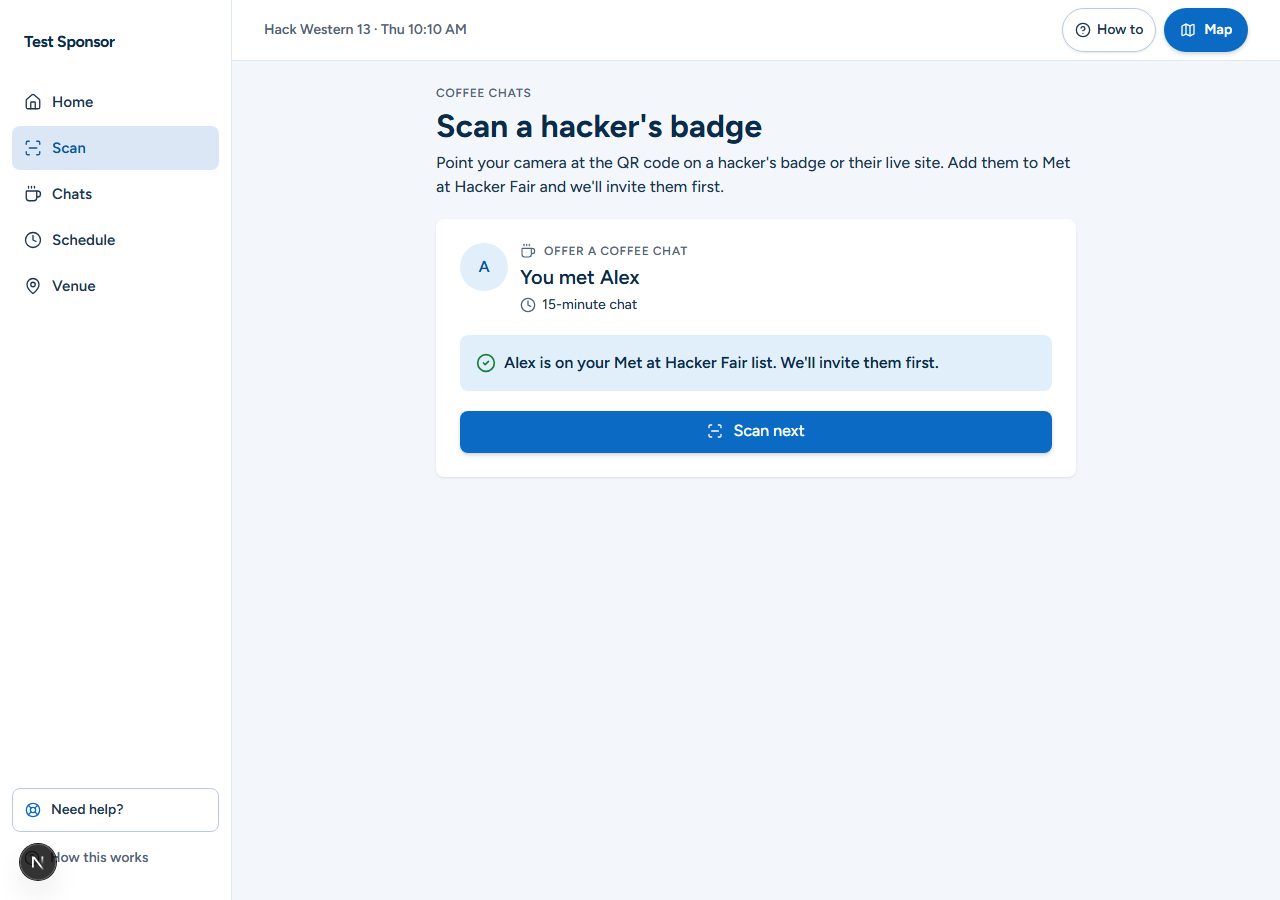 Test Sponsor
Home
Scan
Chats
Schedule
Venue
Need help?
How this works
N
Hack Western 13 · Thu 10:10 AM
How to
Map
COFFEE CHATS
Scan a hacker's badge
Point your camera at the QR code on a hacker's badge or their live site. Add them to Met
at Hacker Fair and we'll invite them first.
A
OFFER A COFFEE CHAT
You met Alex
15-minute chat
Alex is on your Met at Hacker Fair list. We'll invite them first.
Scan next